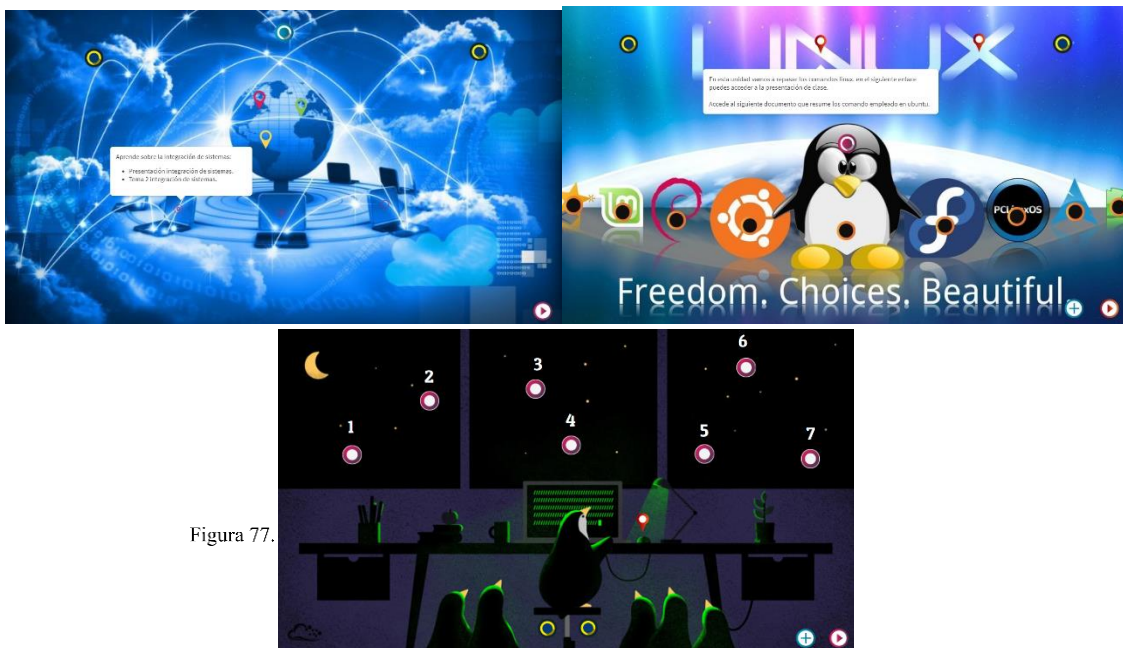 Aprende sobre la integración de sistemas:
• Presentación integración de sistemas.
• Tema 2 integración de sistemas.
LINUX
En esta unidad vamos a repasar los comandos linux, en el siguiente enlace
puedes acceder a la presentación de clase.
Accede al siguiente documento que resume los comando empleado en ubuntu.
PCLinuxOS
Freedom. Choices. Beautiful.
1
2
3
4
5
6
7
Figura 77.